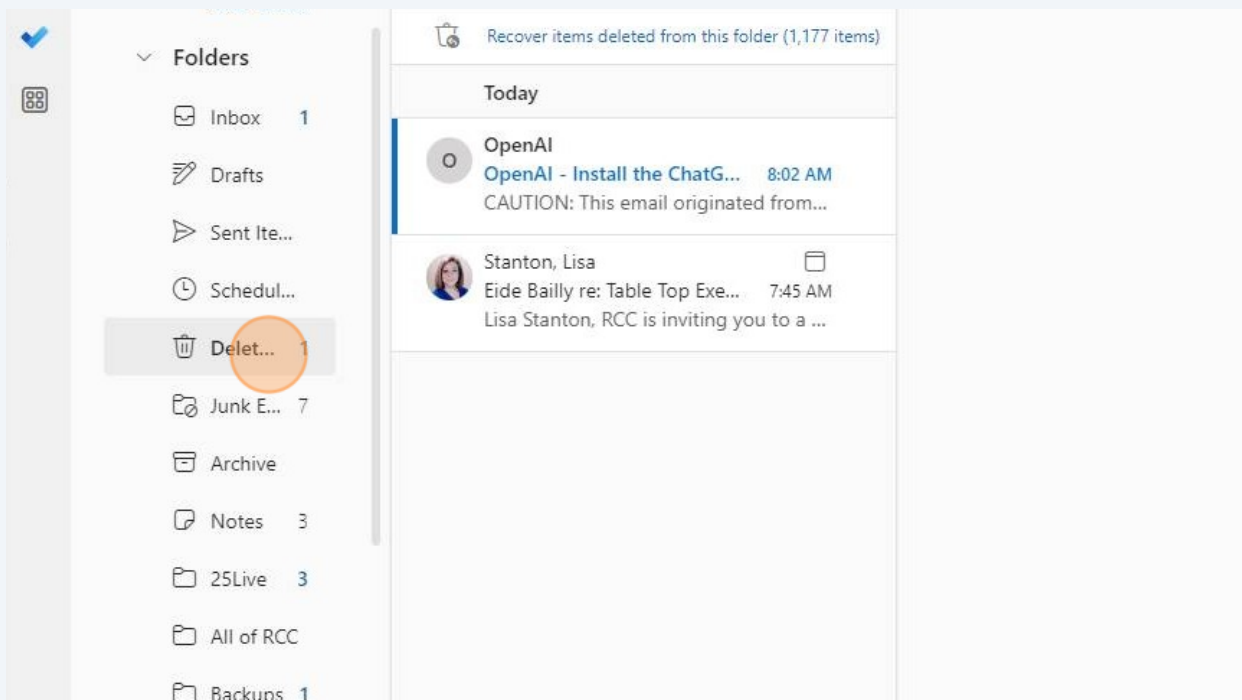 Folders
Inbox 1
Drafts
Sent Ite...
Schedul...
Delet... 1
Junk E... 7
Archive
Notes 3
25Live 3
All of RCC
Backups 1
Recover items deleted from this folder (1,177 items)
Today
O
OpenAI
OpenAI - Install the ChatG... 8:02 AM
CAUTION: This email originated from...
Stanton, Lisa
Eide Bailly re: Table Top Exe... 7:45 AM
Lisa Stanton, RCC is inviting you to a ...